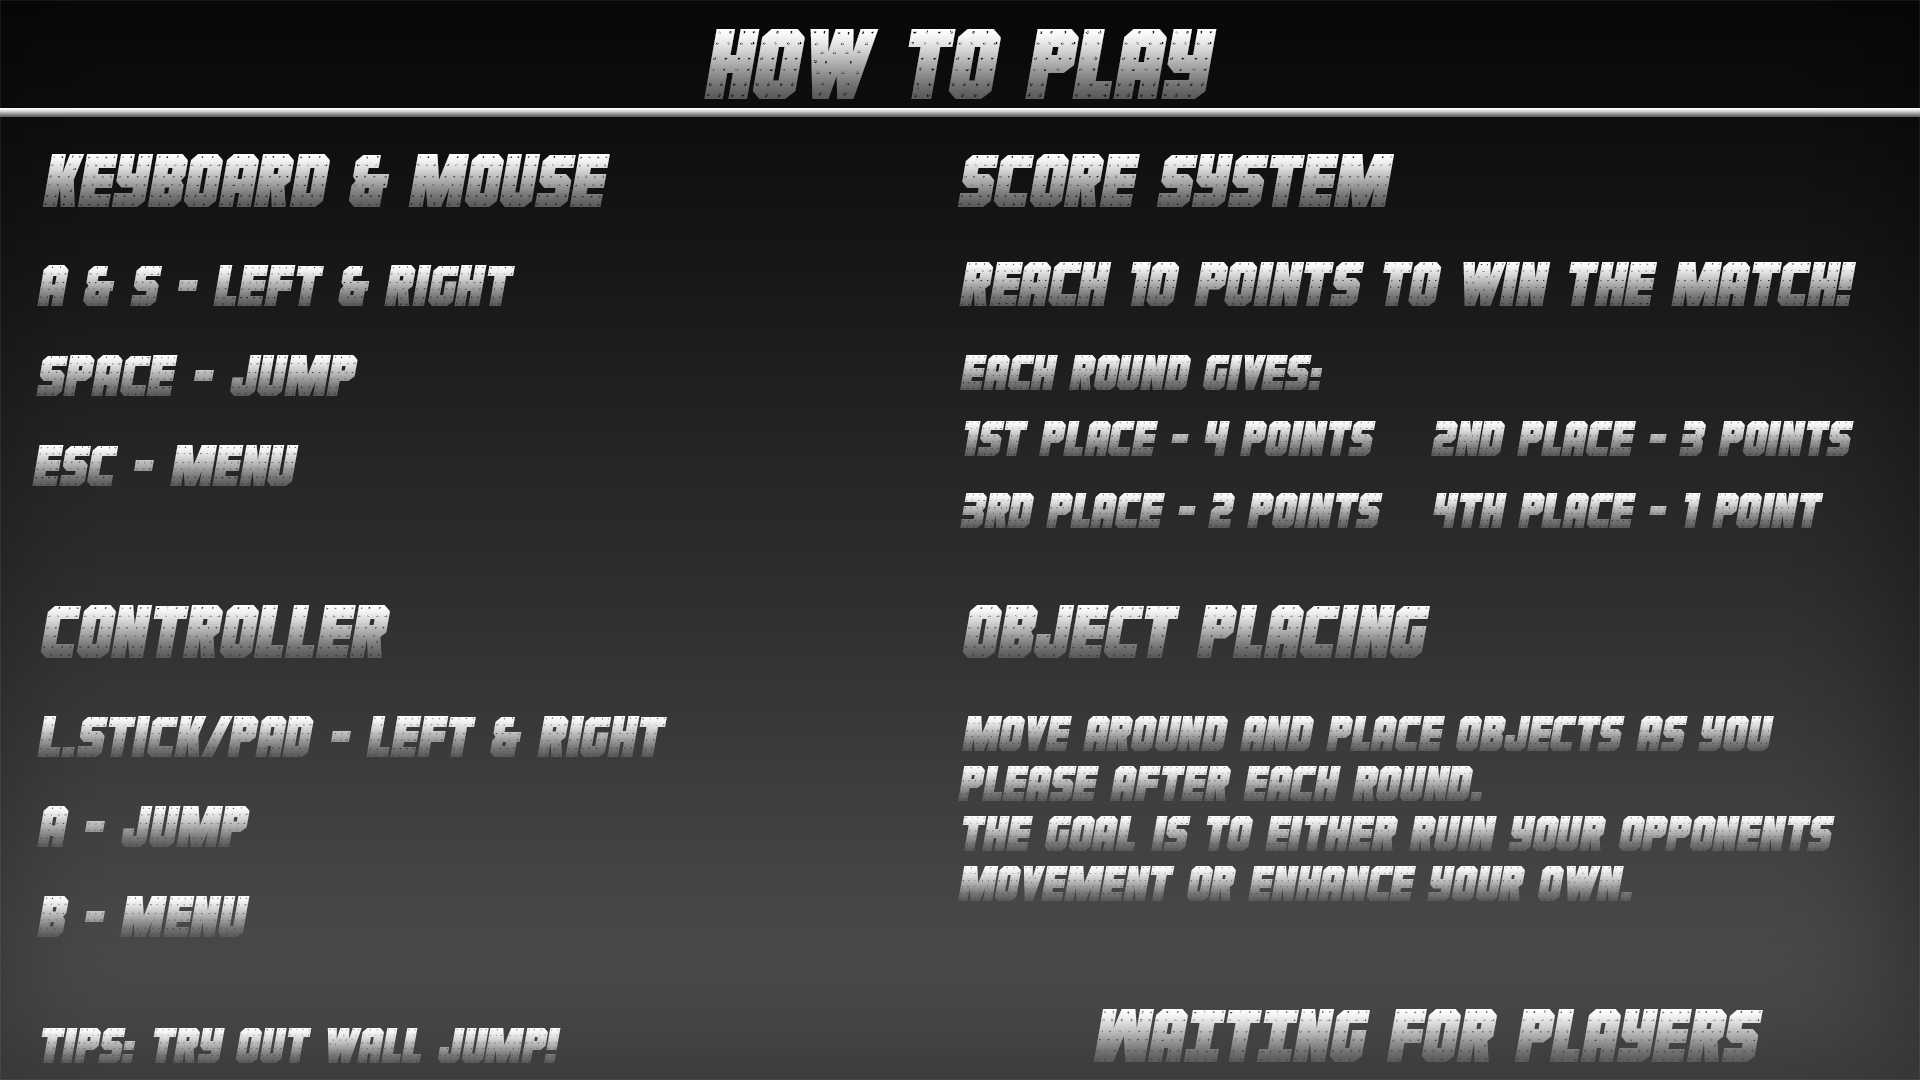 HOW TO PLAY
KEYBOARD & MOUSE
A & S - LEFT & RIGHT
SPACE - JUMP
ESC - MENU
CONTROLLER
L.STICK/PAD - LEFT & RIGHT
A - JUMP
B - MENU
TIPS: TRY OUT WALL JUMP!
SCORE SYSTEM
REACH 10 POINTS TO WIN THE MATCH!
EACH ROUND GIVES:
1ST PLACE - 4 POINTS 2ND PLACE - 3 POINTS
3RD PLACE - 2 POINTS 4TH PLACE - 1 POINT
OBJECT PLACING
MOVE AROUND AND PLACE OBJECTS AS YOU
PLEASE AFTER EACH ROUND.
THE GOAL IS TO EITHER RUIN YOUR OPPONENTS
MOVEMENT OR ENHANCE YOUR OWN.
WAITING FOR PLAYERS